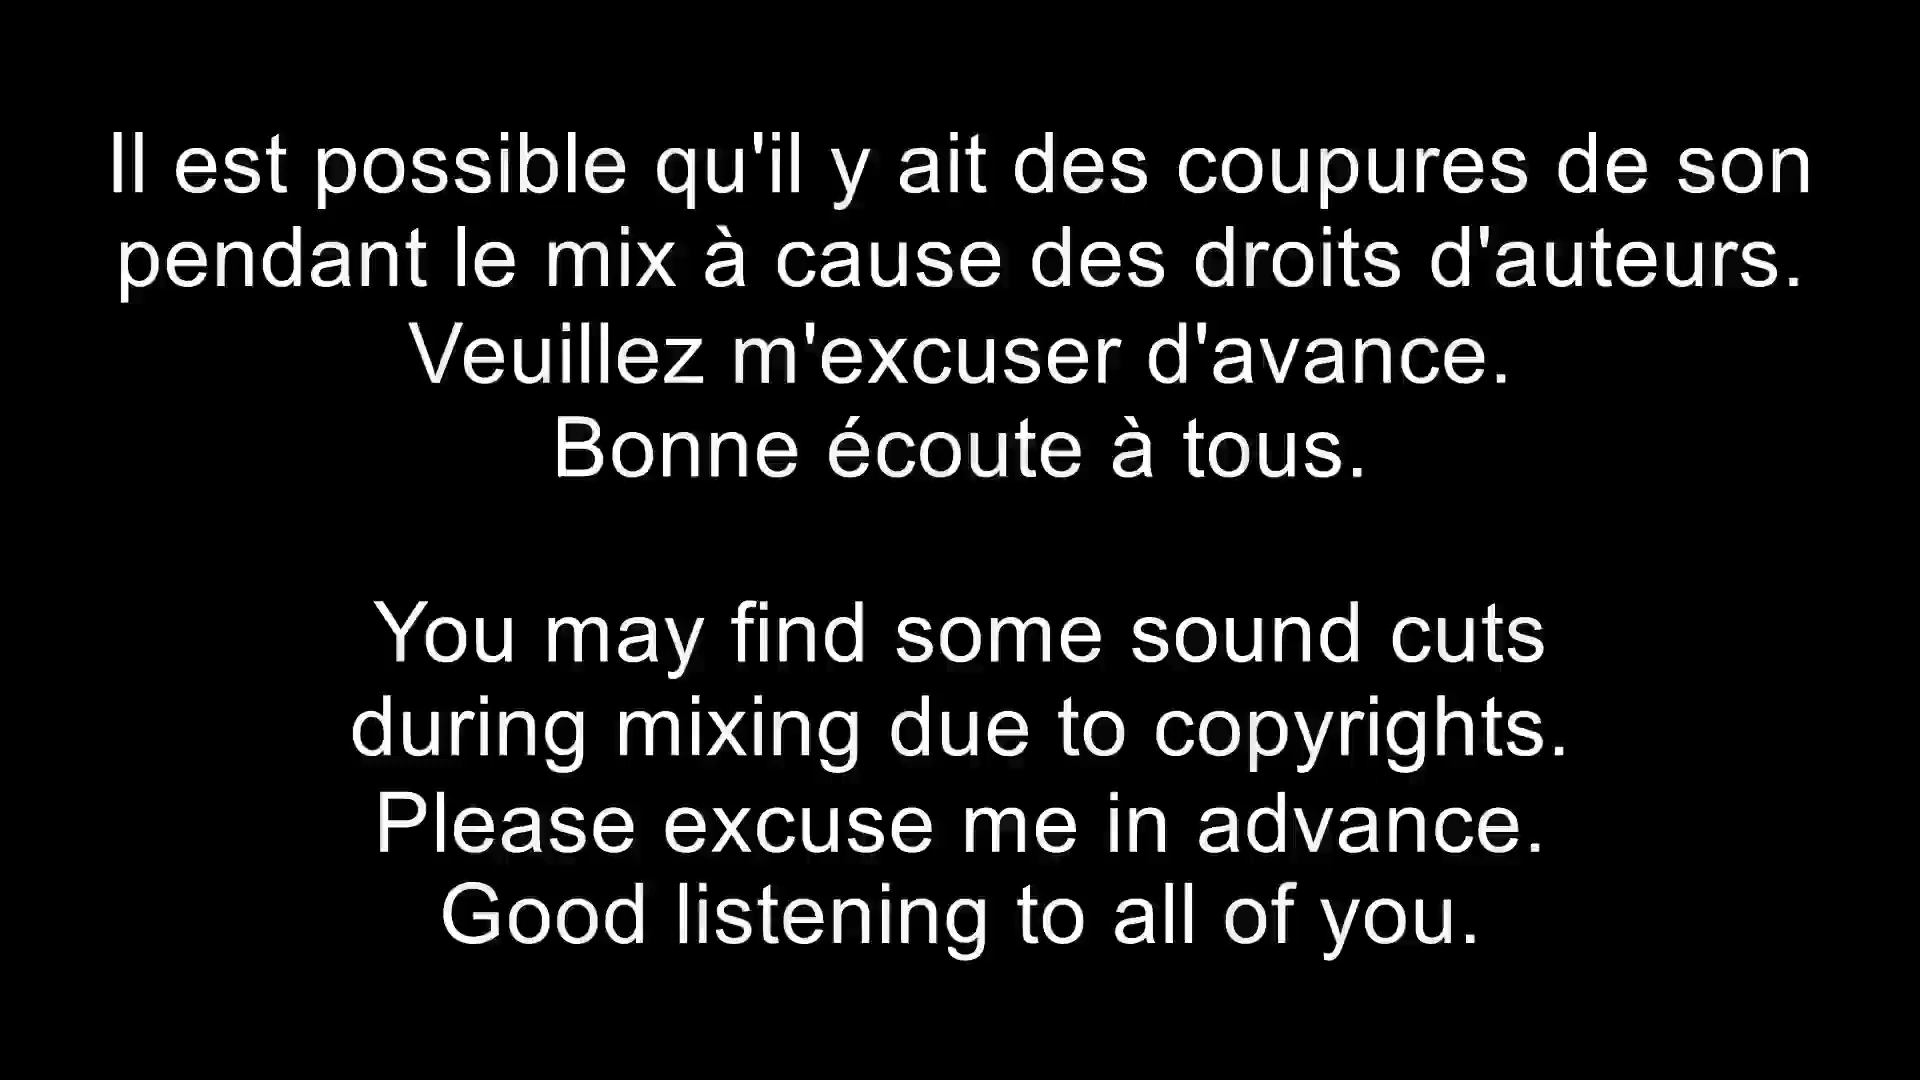 Il est possible qu'il y ait des coupures de son
pendant le mix à cause des droits d'auteurs.
Veuillez m'excuser d'avance.
Bonne écoute à tous.
You may find some sound cuts
during mixing due to copyrights.
Please excuse me in advance.
Good listening to all of you.